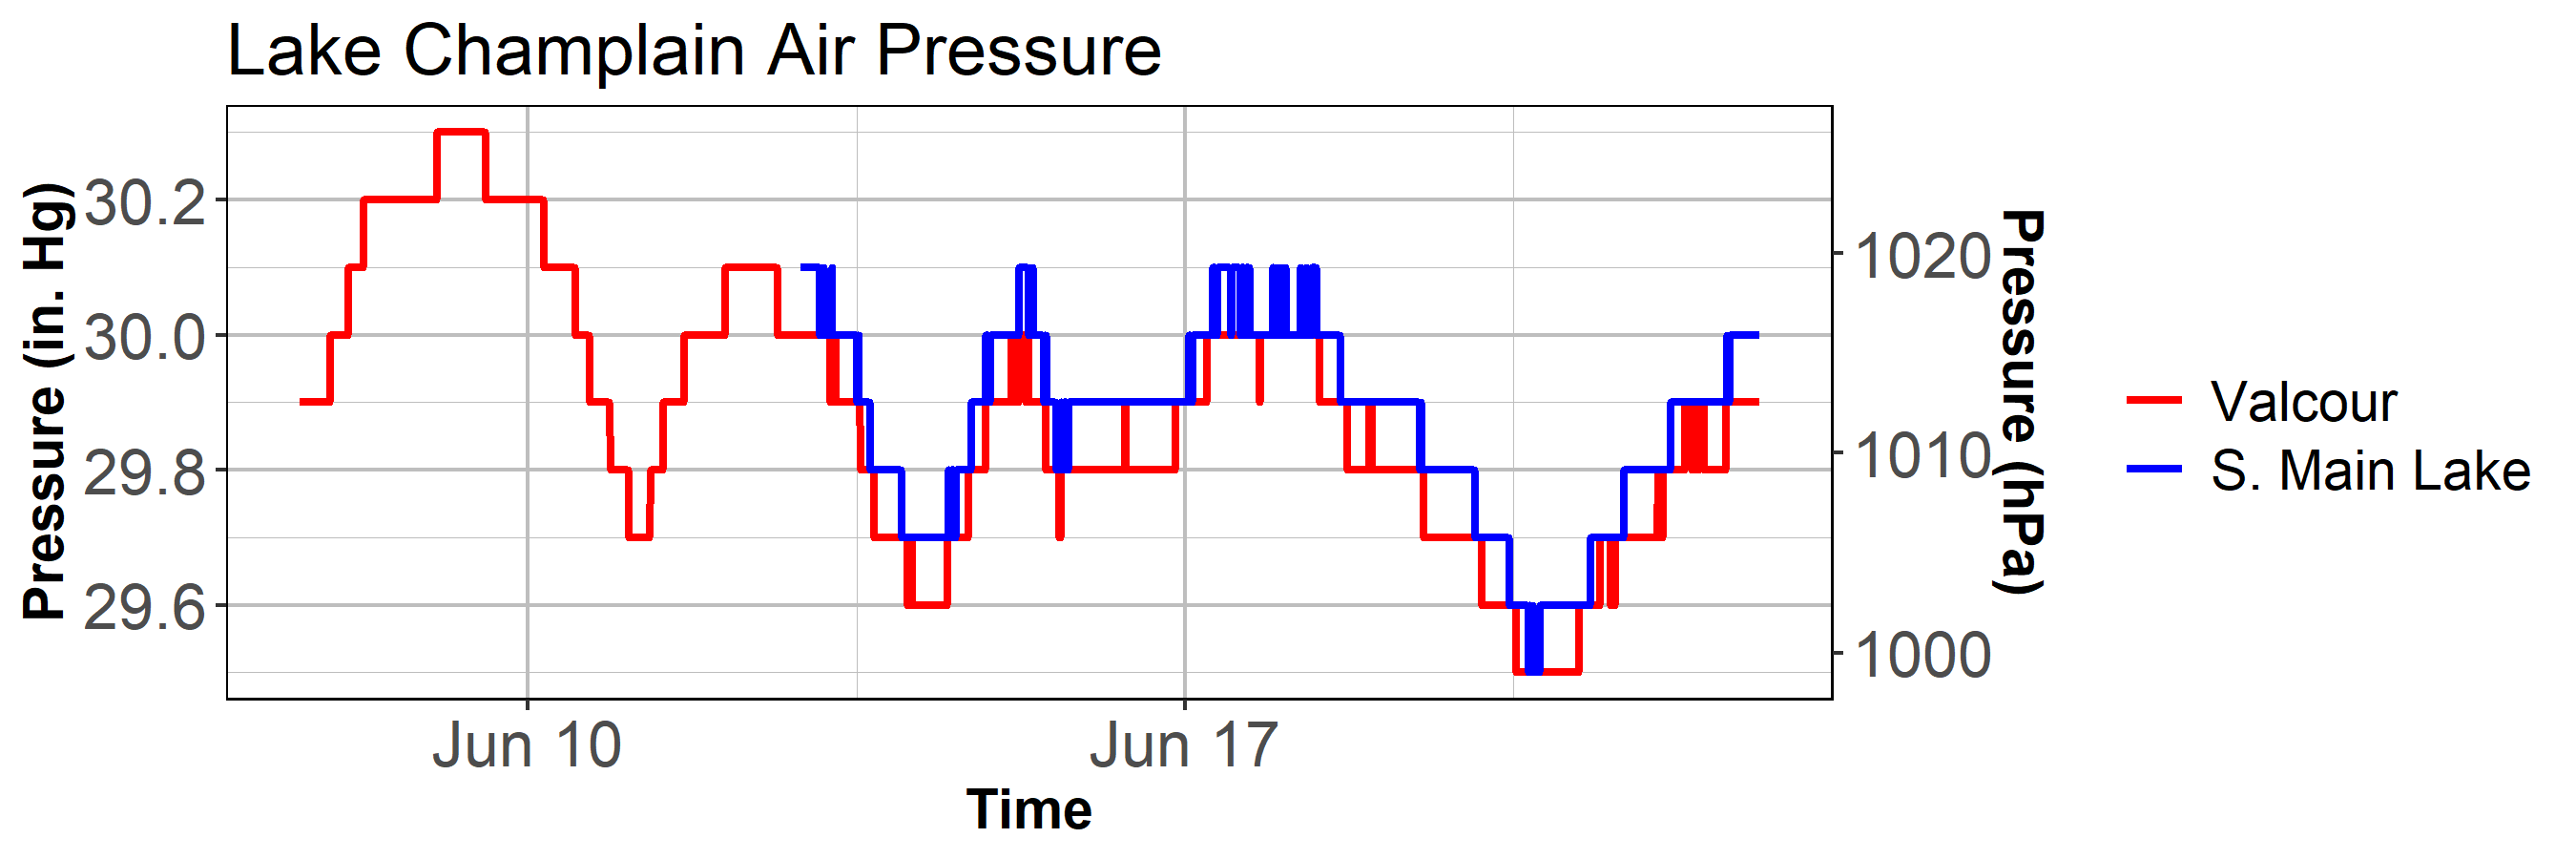 Lake Champlain Air Pressure
Pressure (in. Hg)
30.2
30.0
29.8
29.6
1020
1010
1000
Pressure (hPa)
Jun 10
Jun 17
Time
Valcour
S. Main Lake